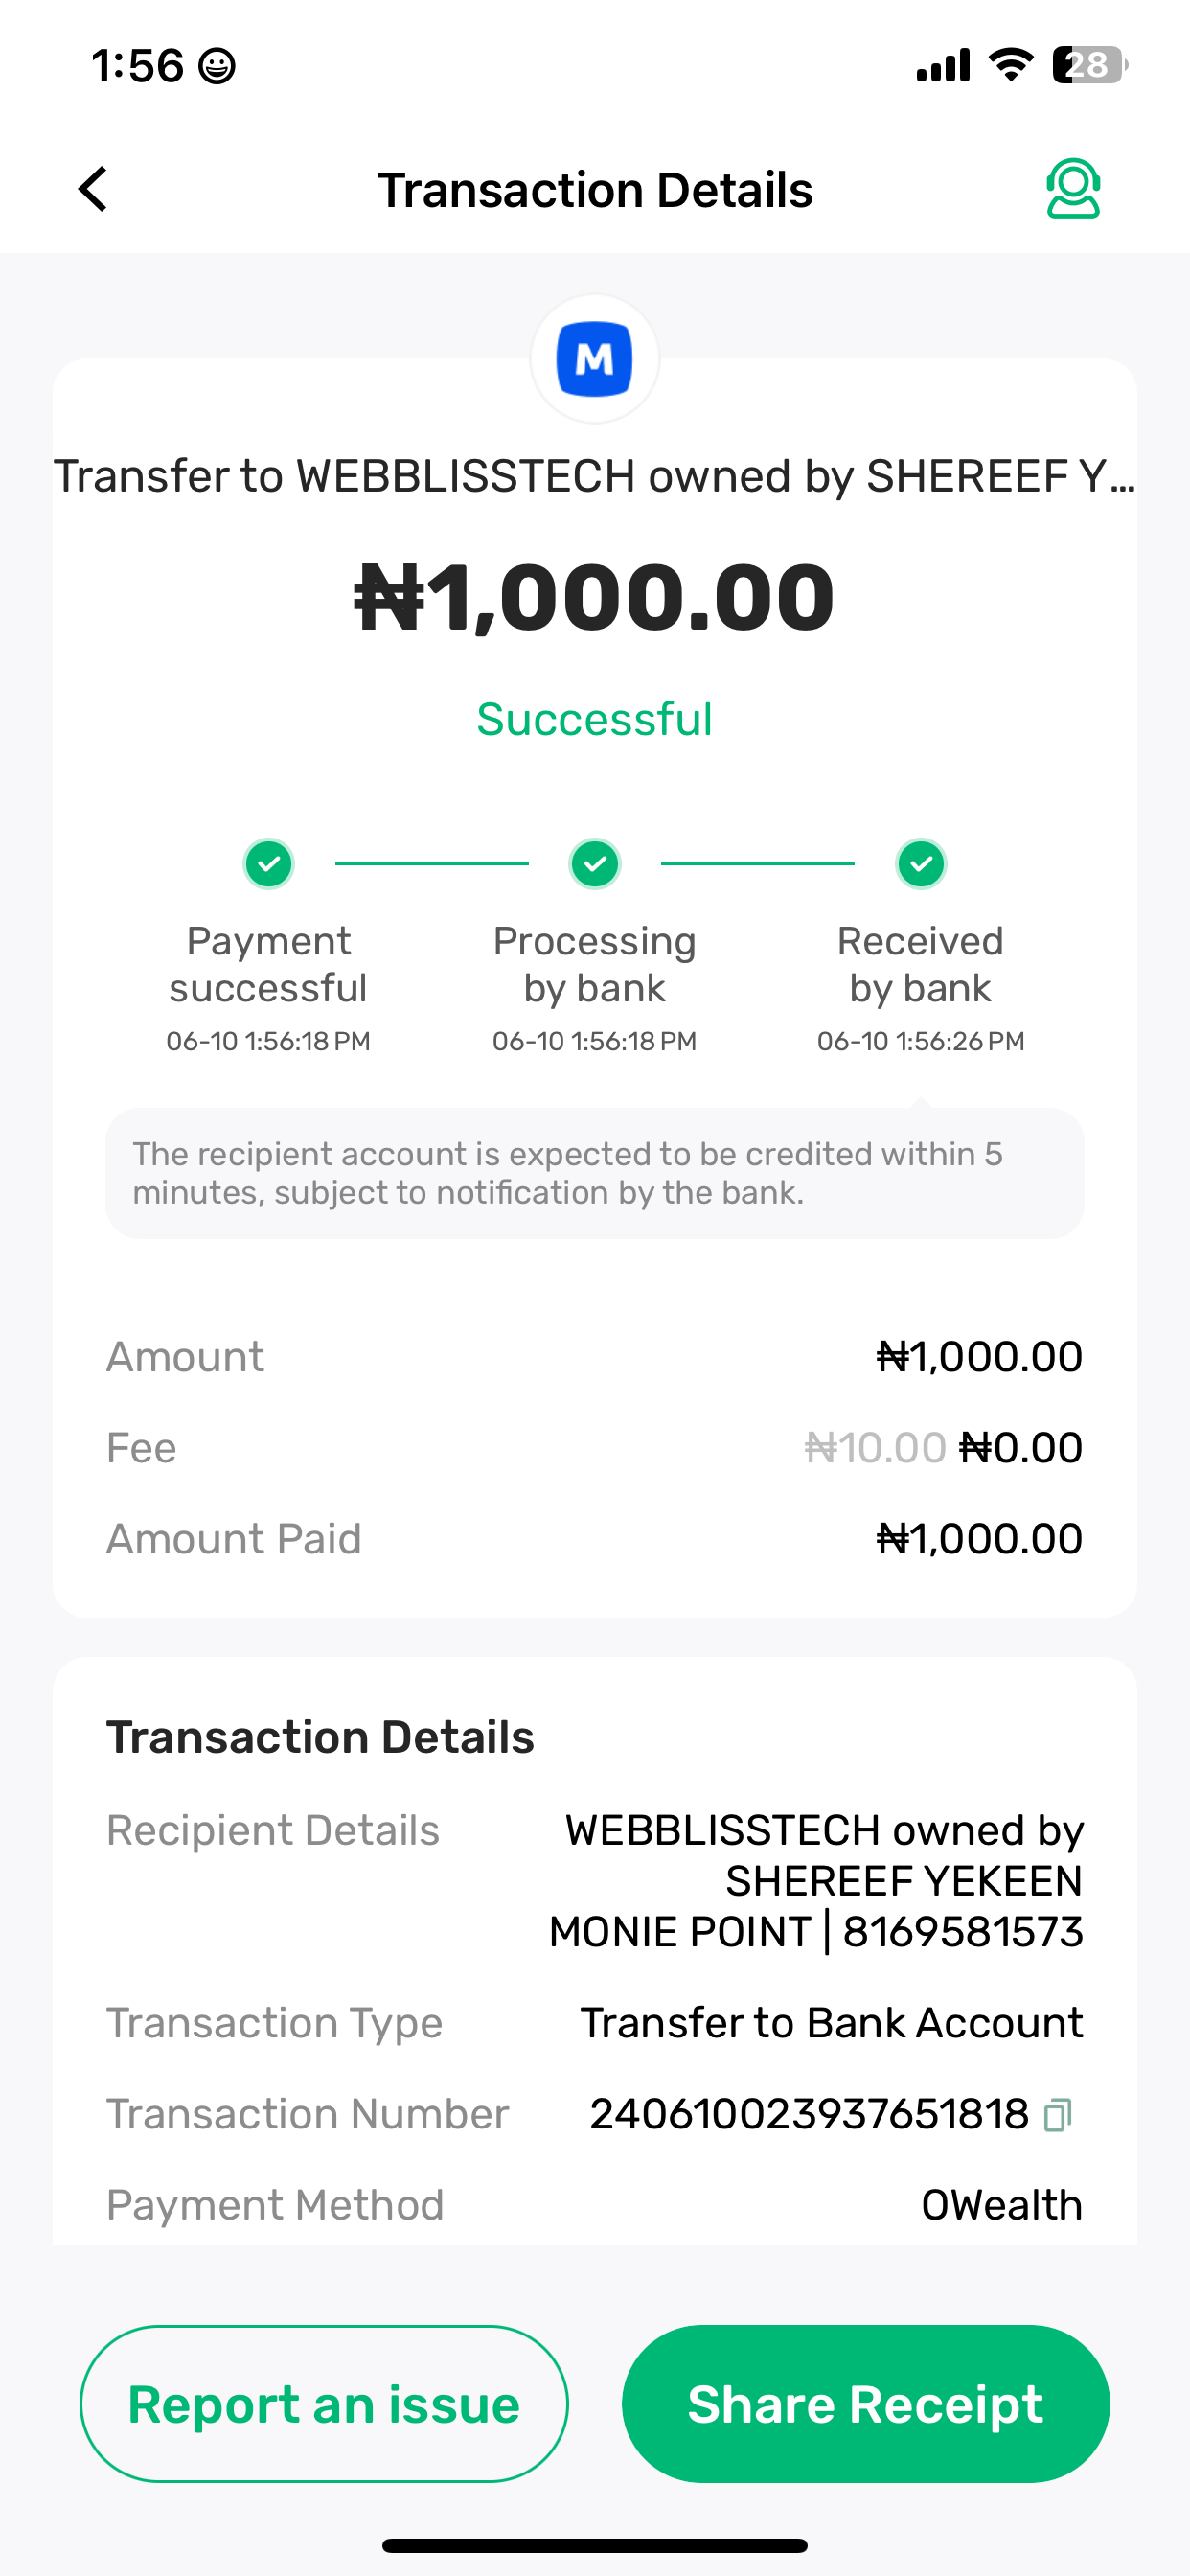 1:56
28
Transaction Details
M
Transfer to WEBBLISSTECH owned by SHEREEF Y...
₦1,000.00
Successful
Payment successful
06-10 1:56:18 PM
Processing by bank
06-10 1:56:18 PM
Received by bank
06-10 1:56:26 PM
The recipient account is expected to be credited within 5
minutes, subject to notification by the bank.
Amount ₦1,000.00
Fee ₦10.00 ₦0.00
Amount Paid ₦1,000.00
Transaction Details
Recipient Details WEBBLISSTECH owned by
SHEREEF YEKEEN
MONIE POINT | 8169581573
Transaction Type Transfer to Bank Account
Transaction Number 240610023937651818
Payment Method OWealth
Report an issue
Share Receipt